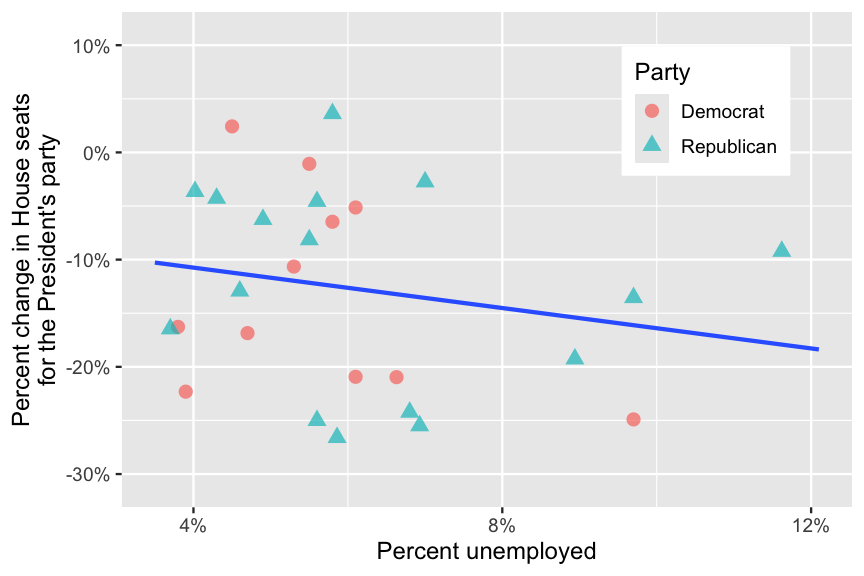 Percent change in House seats
for the President's party
10%
0%
-10%
-20%
-30%
Party
Democrat
Republican
4%
8%
12%
Percent unemployed